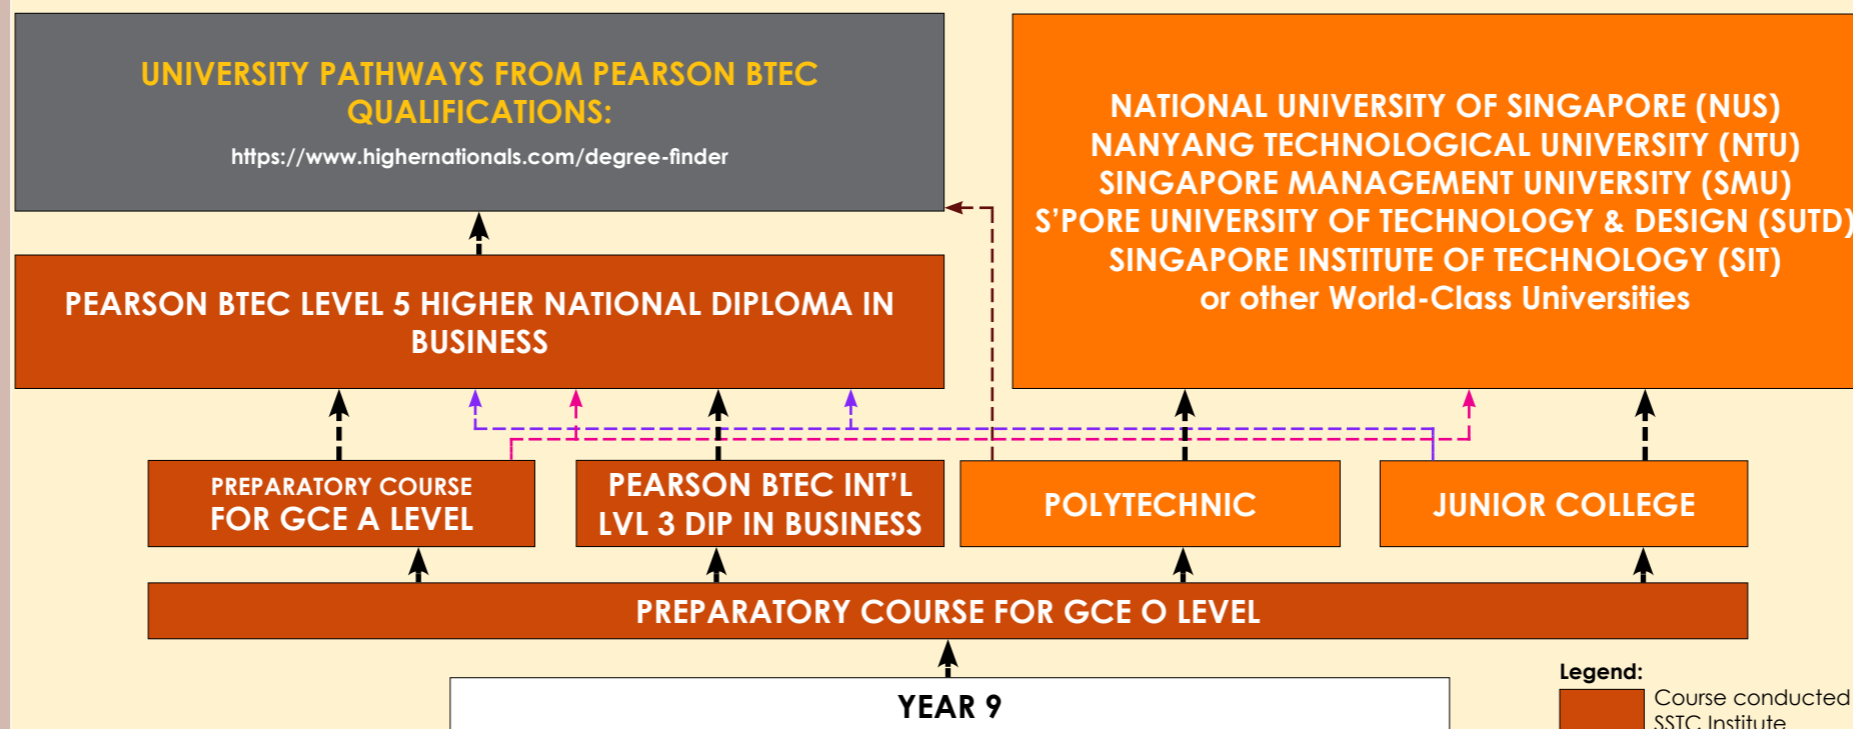 UNIVERSITY PATHWAYS FROM PEARSON BTEC
QUALIFICATIONS:
https://www.highernationals.com/degree-finder
NATIONAL UNIVERSITY OF SINGAPORE (NUS)
NANYANG TECHNOLOGICAL UNIVERSITY (NTU)
SINGAPORE MANAGEMENT UNIVERSITY (SMU)
S'PORE UNIVERSITY OF TECHNOLOGY & DESIGN (SUTD)
SINGAPORE INSTITUTE OF TECHNOLOGY (SIT)
or other World-Class Universities
PEARSON BTEC LEVEL 5 HIGHER NATIONAL DIPLOMA IN
BUSINESS
PREPARATORY COURSE
FOR GCE A LEVEL
PEARSON BTEC INT'L
LVL 3 DIP IN BUSINESS
POLYTECHNIC
JUNIOR COLLEGE
PREPARATORY COURSE FOR GCE O LEVEL
YEAR 9
Legend:
Course conducted
SSTC Institute